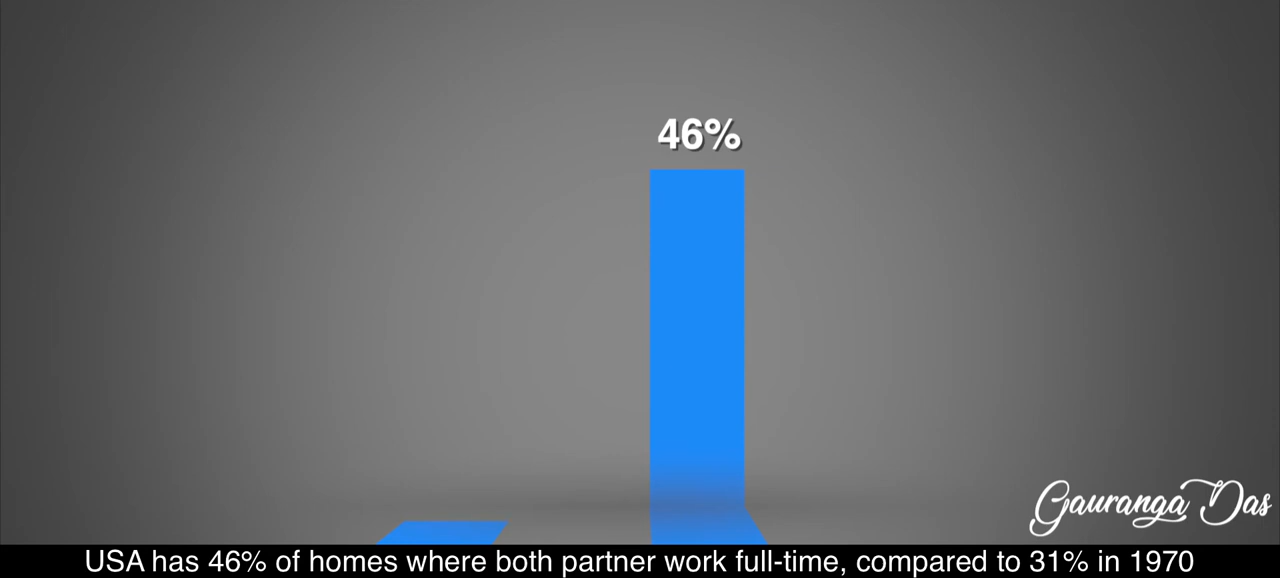 46%
Gauranga Das
USA has 46% of homes where both partner work full-time, compared to 31% in 1970